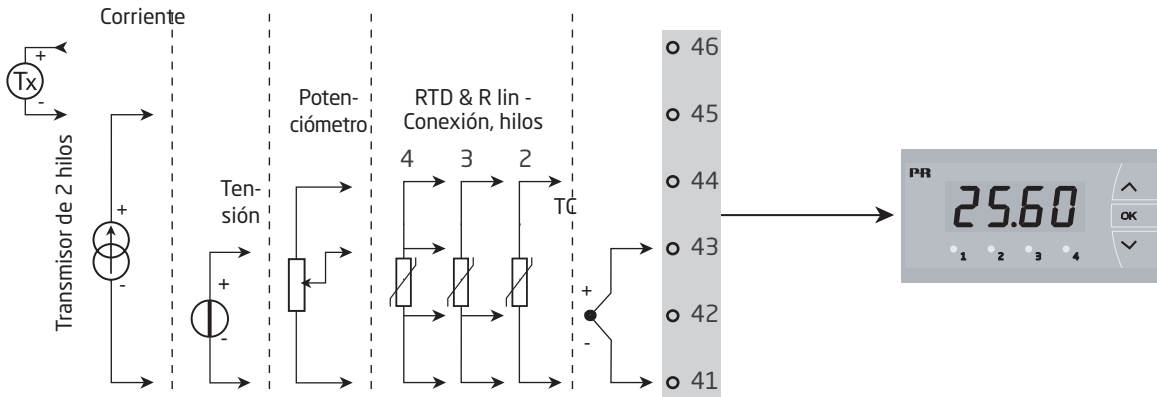 Corriente
+
Tx
-
Transmisor de 2 hilos
+
-
Ten-
sión
+
-
Poten-
ciómetro
RTD & R lin -
Conexión, hilos
4 3 2
TC
+
-
46
45
44
43
42
41
PR
25.60
OK
1 2 3 4